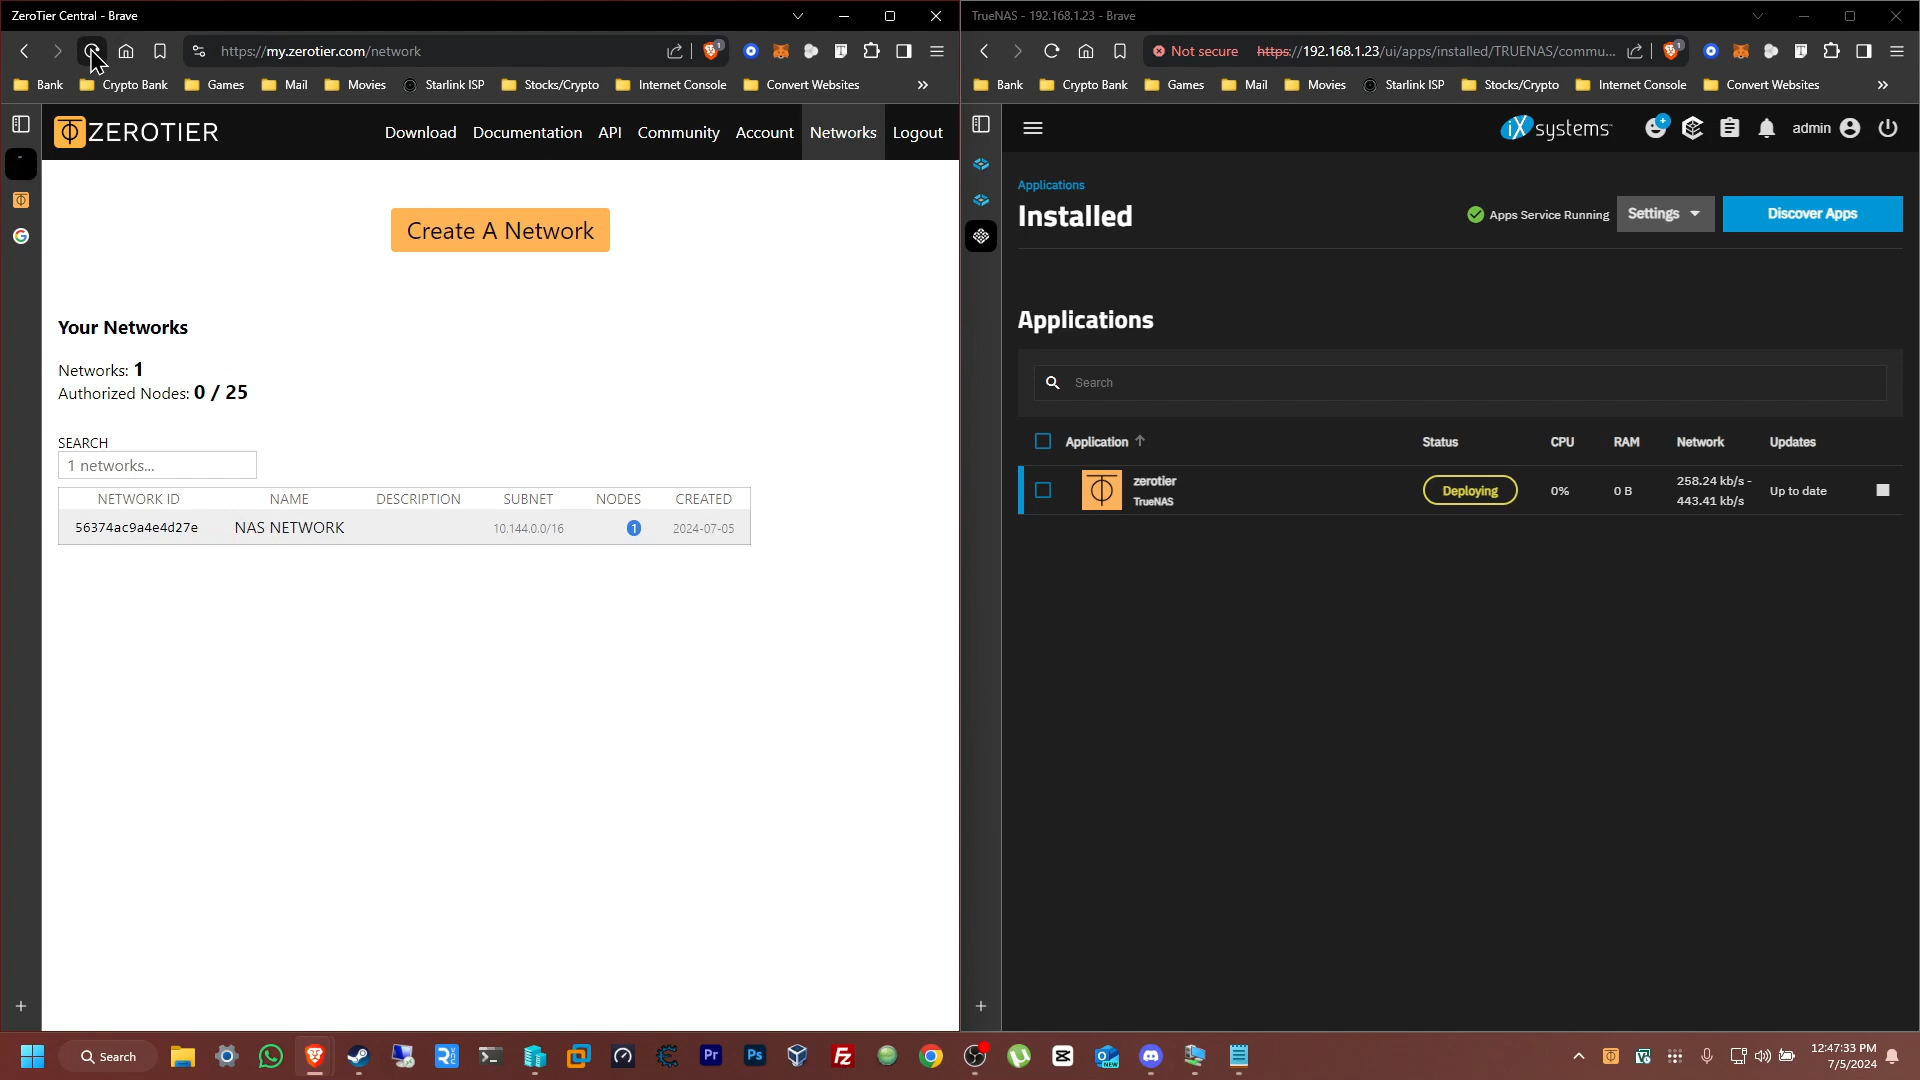 ZeroTier Central - Brave
https://my.zerotier.com/network
Bank
Crypto Bank
Games
Mail
Movies
Starlink ISP
Stocks/Crypto
Internet Console
Convert Websites
»
ZEROTIER
Download
Documentation
API
Community
Account
Networks
Logout
Create A Network
Your Networks
Networks: 1
Authorized Nodes: 0 / 25
SEARCH
1 networks...
NETWORK ID NAME DESCRIPTION SUBNET NODES CREATED
56374ac9a4e4d27e NAS NETWORK 10.144.0.0/16 1 2024-07-05
TrueNAS - 192.168.1.23 - Brave
Not secure https://192.168.1.23/ui/apps/installed/TRUENAS/commu...
Bank
Crypto Bank
Games
Mail
Movies
Starlink ISP
Stocks/Crypto
Internet Console
Convert Websites
»
iX systems
admin
Applications
Installed
Apps Service Running
Settings
Discover Apps
Applications
Search
Application Status CPU RAM Network Updates
zerotier
TrueNAS
Deploying
0%
0 B
258.24 kb/s -
443.41 kb/s
Up to date
Search
Pr
Ps
Fz
NEW
12:47:33 PM
7/5/2024